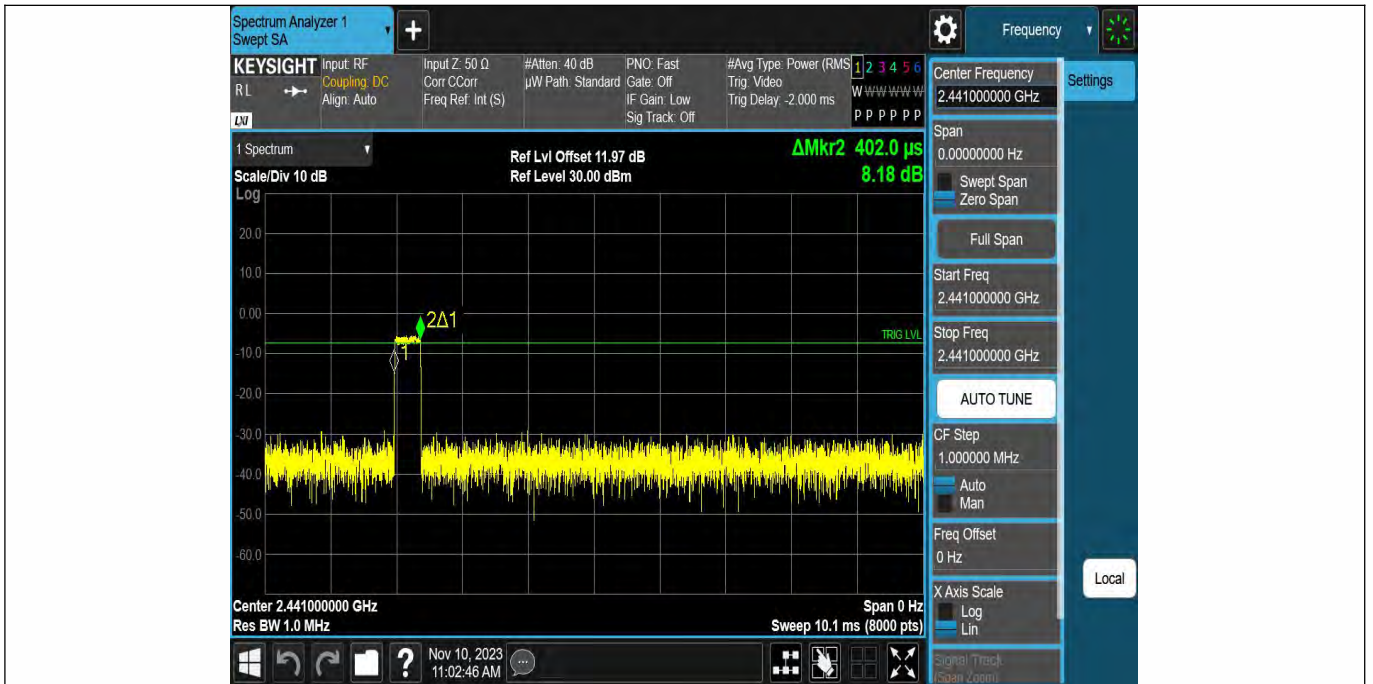 Spectrum Analyzer 1
Swept SA
+
Frequency
KEYSIGHT
RL
LXI
Input: RF
Coupling: DC
Align: Auto
Input Z: 50 Ω
Corr CCorr
Freq Ref: Int (S)
#Atten: 40 dB
µW Path: Standard
PNO: Fast
Gate: Off
IF Gain: Low
Sig Track: Off
#Avg Type: Power (RMS
Trig: Video
Trig Delay: -2.000 ms
1 2 3 4 5 6
W W W W W W
P P P P P P
1 Spectrum
Scale/Div 10 dB
Log
Ref Lvl Offset 11.97 dB
Ref Level 30.00 dBm
ΔMkr2 402.0 µs
8.18 dB
20.0
10.0
0.00
-10.0
-20.0
-30.0
-40.0
-50.0
-60.0
2Δ1
1
TRIG LVL
Center 2.441000000 GHz
Res BW 1.0 MHz
Span 0 Hz
Sweep 10.1 ms (8000 pts)
Center Frequency
2.441000000 GHz
Settings
Span
0.00000000 Hz
Swept Span
Zero Span
Full Span
Start Freq
2.441000000 GHz
Stop Freq
2.441000000 GHz
AUTO TUNE
CF Step
1.000000 MHz
Auto
Man
Freq Offset
0 Hz
X Axis Scale
Log
Lin
Signal Track
(Span Zoom)
Local
?
Nov 10, 2023
11:02:46 AM